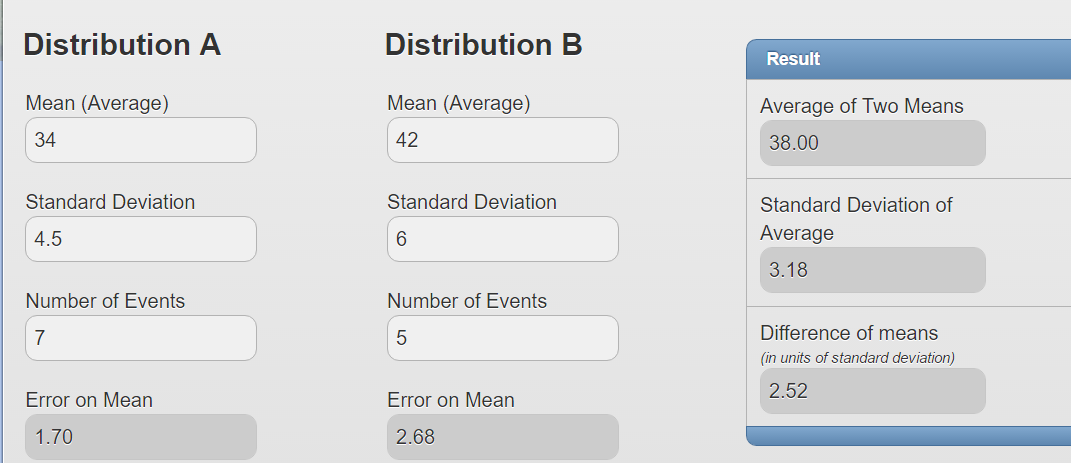 Distribution A
Mean (Average)
34
Standard Deviation
4.5
Number of Events
7
Error on Mean
1.70
Distribution B
Mean (Average)
42
Standard Deviation
6
Number of Events
5
Error on Mean
2.68
Result
Average of Two Means
38.00
Standard Deviation of
Average
3.18
Difference of means
(in units of standard deviation)
2.52